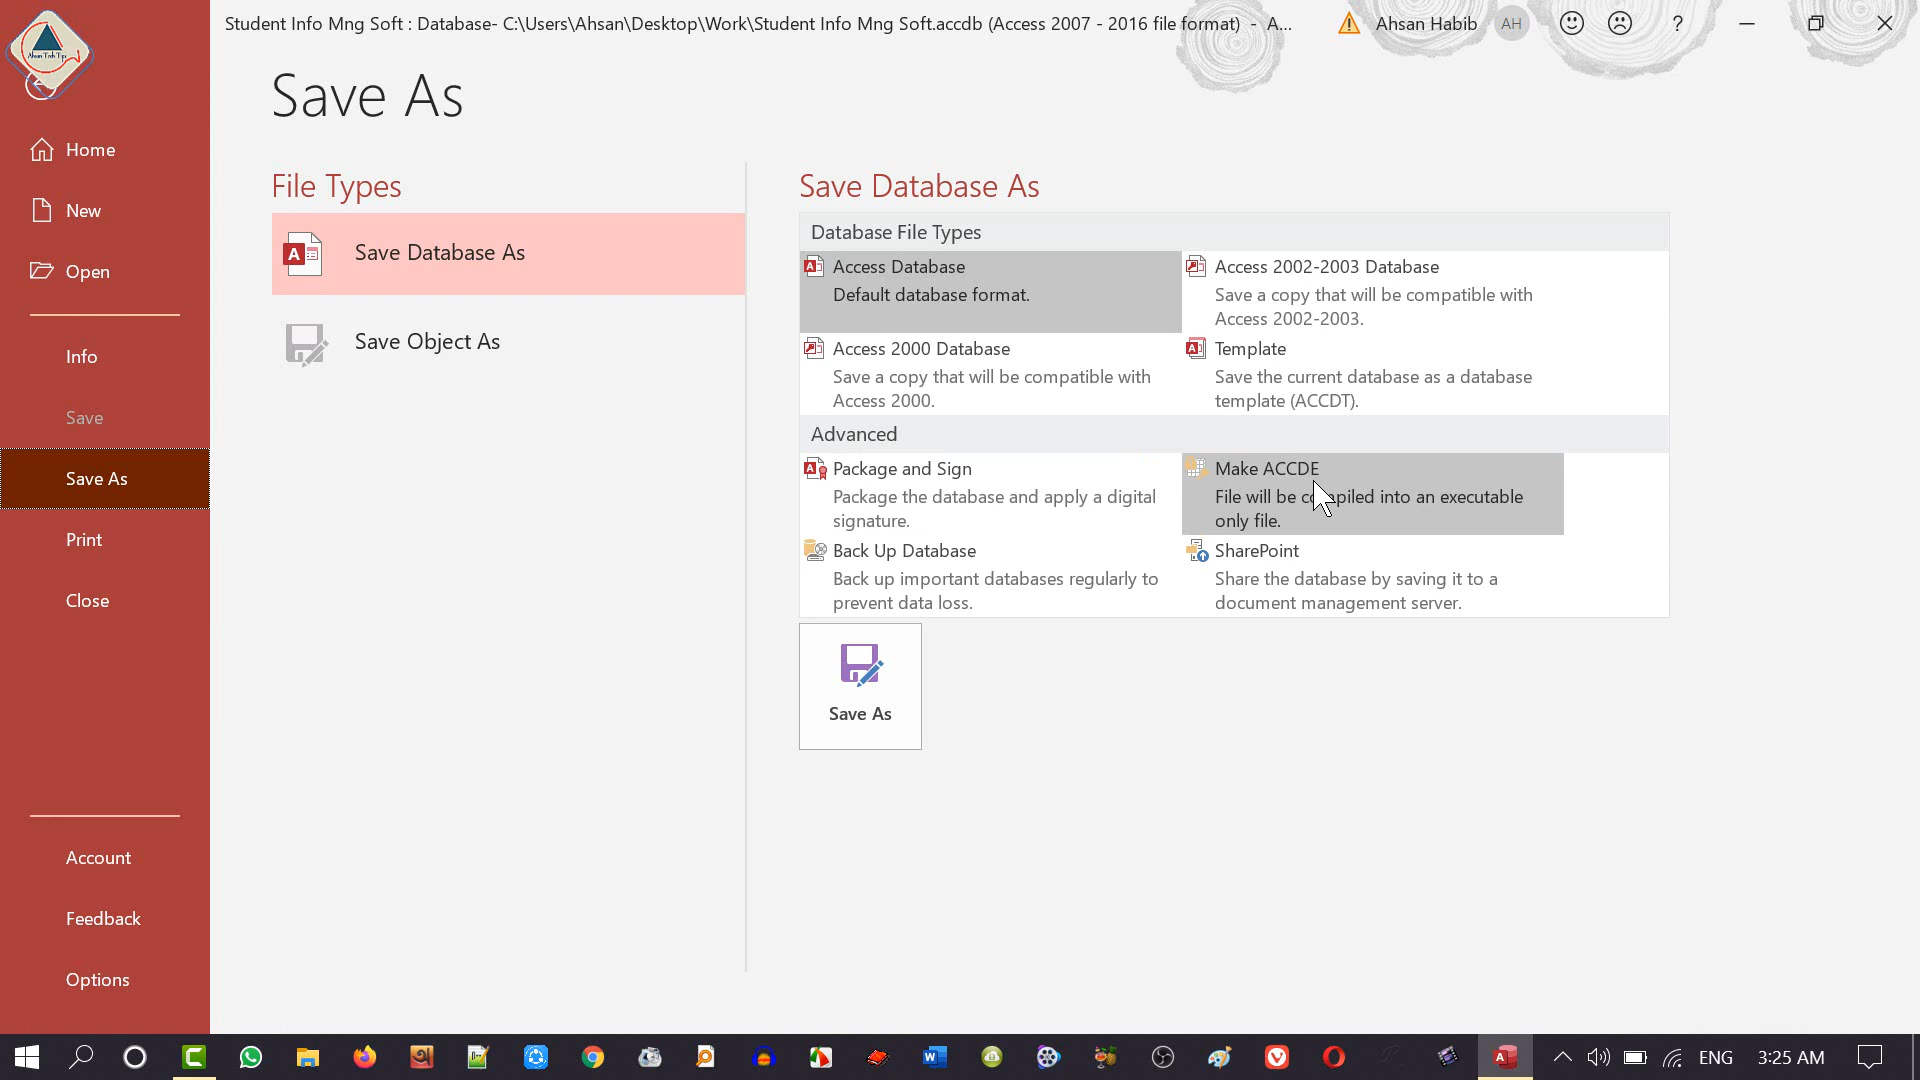 Student Info Mng Soft : Database- C:\Users\Ahsan\Desktop\Work\Student Info Mng Soft.accdb (Access 2007 - 2016 file format) - A...
Ahsan Habib
AH
?
Ahsan Tech Tips
Save As
Home
New
Open
Info
Save
Save As
Print
Close
Account
Feedback
Options
File Types
Save Database As
Save Object As
Save Database As
Database File Types
Access Database
Default database format.
Access 2002-2003 Database
Save a copy that will be compatible with
Access 2002-2003.
Access 2000 Database
Save a copy that will be compatible with
Access 2000.
Template
Save the current database as a database
template (ACCDT).
Advanced
Package and Sign
Package the database and apply a digital
signature.
Make ACCDE
File will be compiled into an executable
only file.
Back Up Database
Back up important databases regularly to
prevent data loss.
SharePoint
Share the database by saving it to a
document management server.
Save As
ENG
3:25 AM